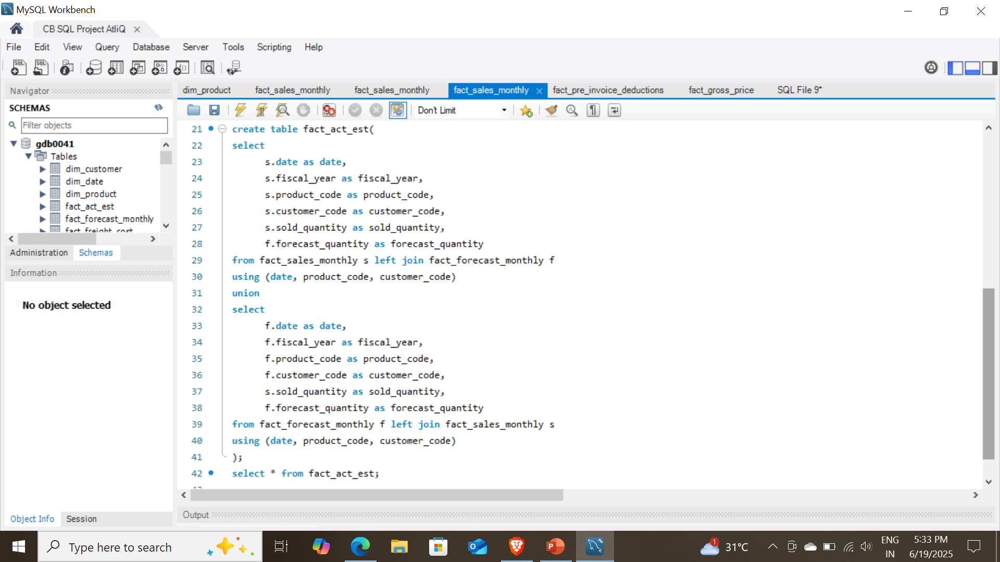 MySQL Workbench
CB SQL Project AtliQ
File Edit View Query Database Server Tools Scripting Help
SQL SQL
Navigator
SCHEMAS
Filter objects
gdb0041
Tables
dim_customer
dim_date
dim_product
fact_act_est
fact_forecast_monthly
fact_freight_cost
Administration Schemas
Information
No object selected
Object Info Session
dim_product fact_sales_monthly fact_sales_monthly fact_sales_monthly fact_pre_invoice_deductions fact_gross_price SQL File 9*
Don't Limit
21 create table fact_act_est(
22 select
23 s.date as date,
24 s.fiscal_year as fiscal_year,
25 s.product_code as product_code,
26 s.customer_code as customer_code,
27 s.sold_quantity as sold_quantity,
28 f.forecast_quantity as forecast_quantity
29 from fact_sales_monthly s left join fact_forecast_monthly f
30 using (date, product_code, customer_code)
31 union
32 select
33 f.date as date,
34 f.fiscal_year as fiscal_year,
35 f.product_code as product_code,
36 f.customer_code as customer_code,
37 s.sold_quantity as sold_quantity,
38 f.forecast_quantity as forecast_quantity
39 from fact_forecast_monthly f left join fact_sales_monthly s
40 using (date, product_code, customer_code)
41 );
42 select * from fact_act_est;
Output
Type here to search
1
31°C
ENG
IN
5:33 PM
6/19/2025